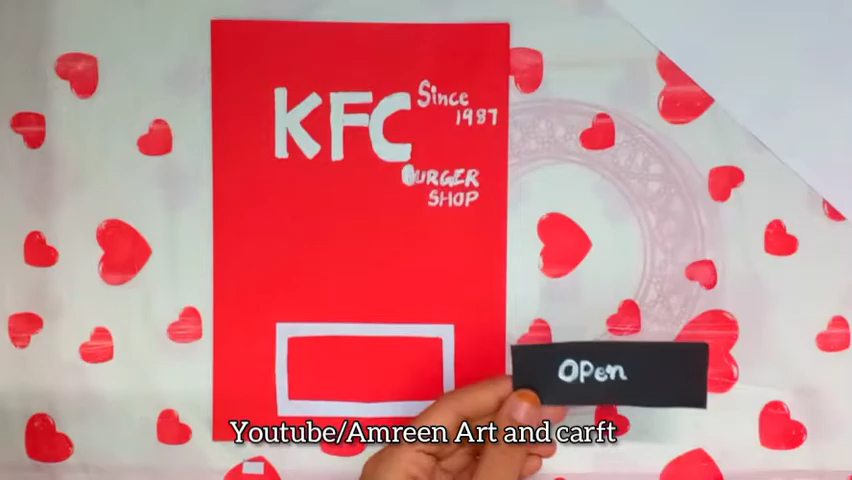 KFC Since
1987
BURGER
SHOP
OPen
Youtube/Amreen Art and carft